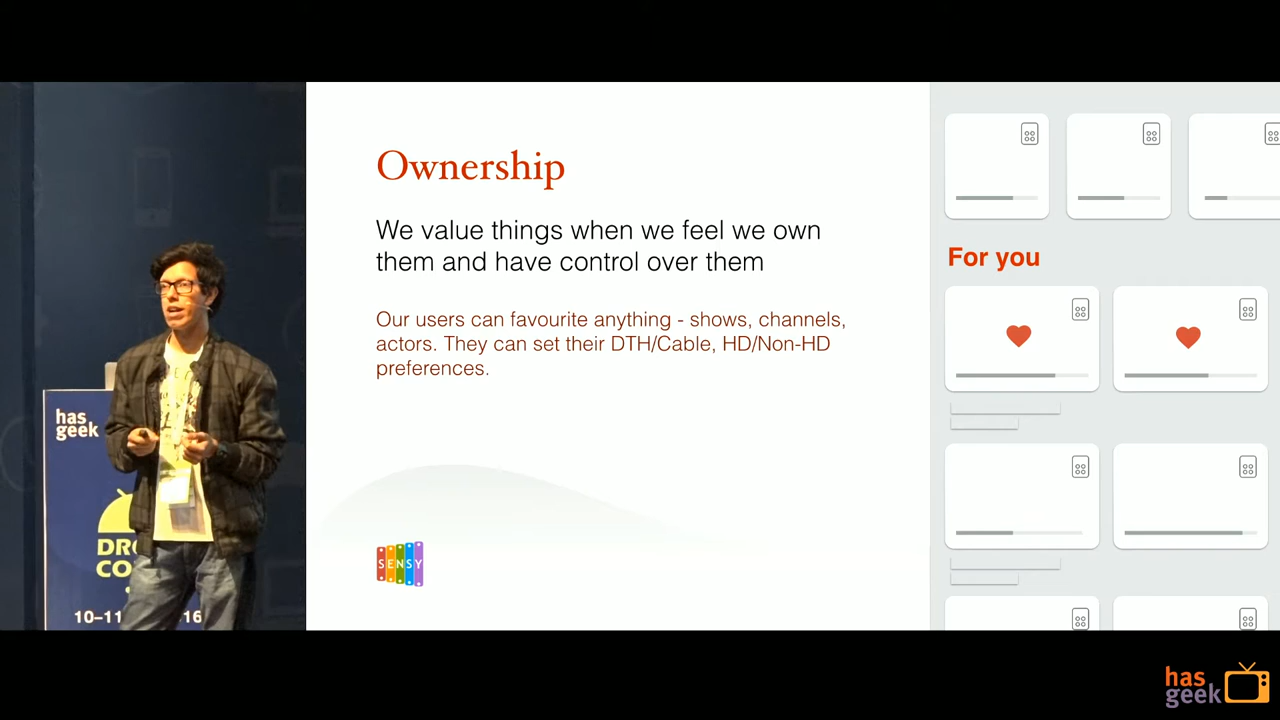 Ownership
We value things when we feel we own
them and have control over them
Our users can favourite anything - shows, channels,
actors. They can set their DTH/Cable, HD/Non-HD
preferences.
SENSY
For you
has
geek
DRO
CO
10–11
16
has
geek